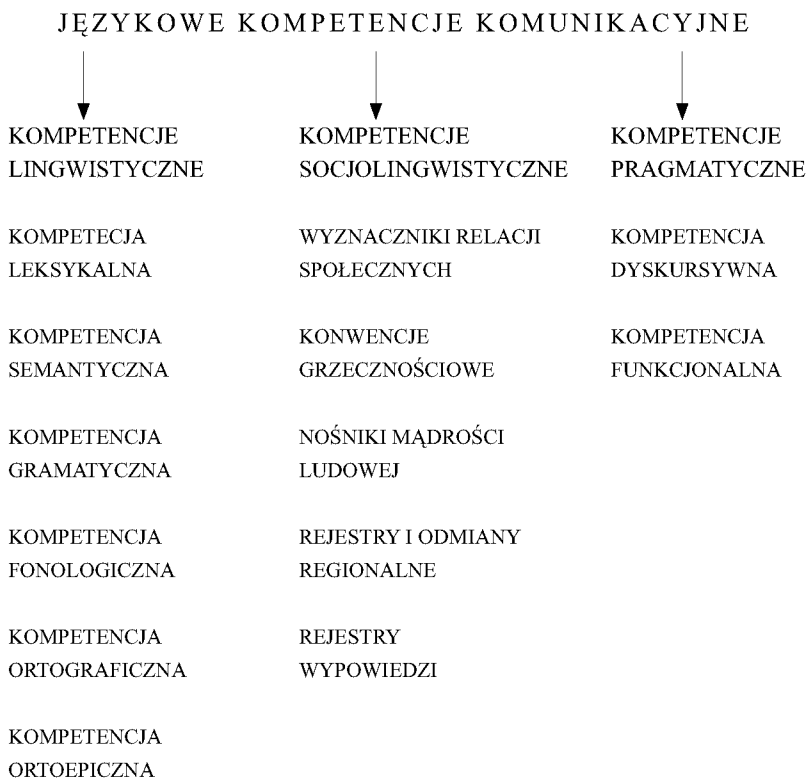 JĘZYKOWE KOMPETENCJE KOMUNIKACYJNE
KOMPETENCJE
LINGWISTYCZNE
KOMPETECJA
LEKSYKALNA
KOMPETENCJA
SEMANTYCZNA
KOMPETENCJA
GRAMATYCZNA
KOMPETENCJA
FONOLOGICZNA
KOMPETENCJA
ORTOGRAFICZNA
KOMPETENCJA
ORTOEPICZNA
KOMPETENCJE
SOCJOLINGWISTYCZNE
WYZNACZNIKI RELACJI
SPOŁECZNYCH
KONWENCJE
GRZECZNOŚCIOWE
NOŚNIKI MĄDROŚCI
LUDOWEJ
REJESTRY I ODMIANY
REGIONALNE
REJESTRY
WYPOWIEDZI
KOMPETENCJE
PRAGMATYCZNE
KOMPETENCJA
DYSKURSYWNA
KOMPETENCJA
FUNKCJONALNA